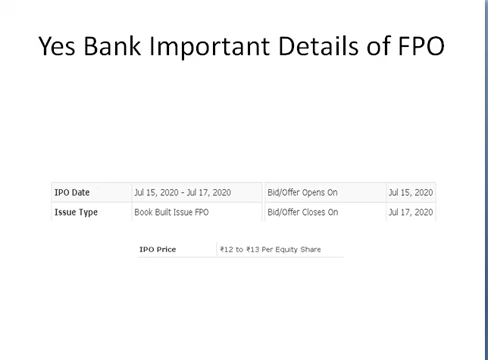 Yes Bank Important Details of FPO
IPO Date Jul 15, 2020 - Jul 17, 2020 Bid/Offer Opens On Jul 15, 2020
Issue Type Book Built Issue FPO Bid/Offer Closes On Jul 17, 2020
IPO Price ₹12 to ₹13 Per Equity Share